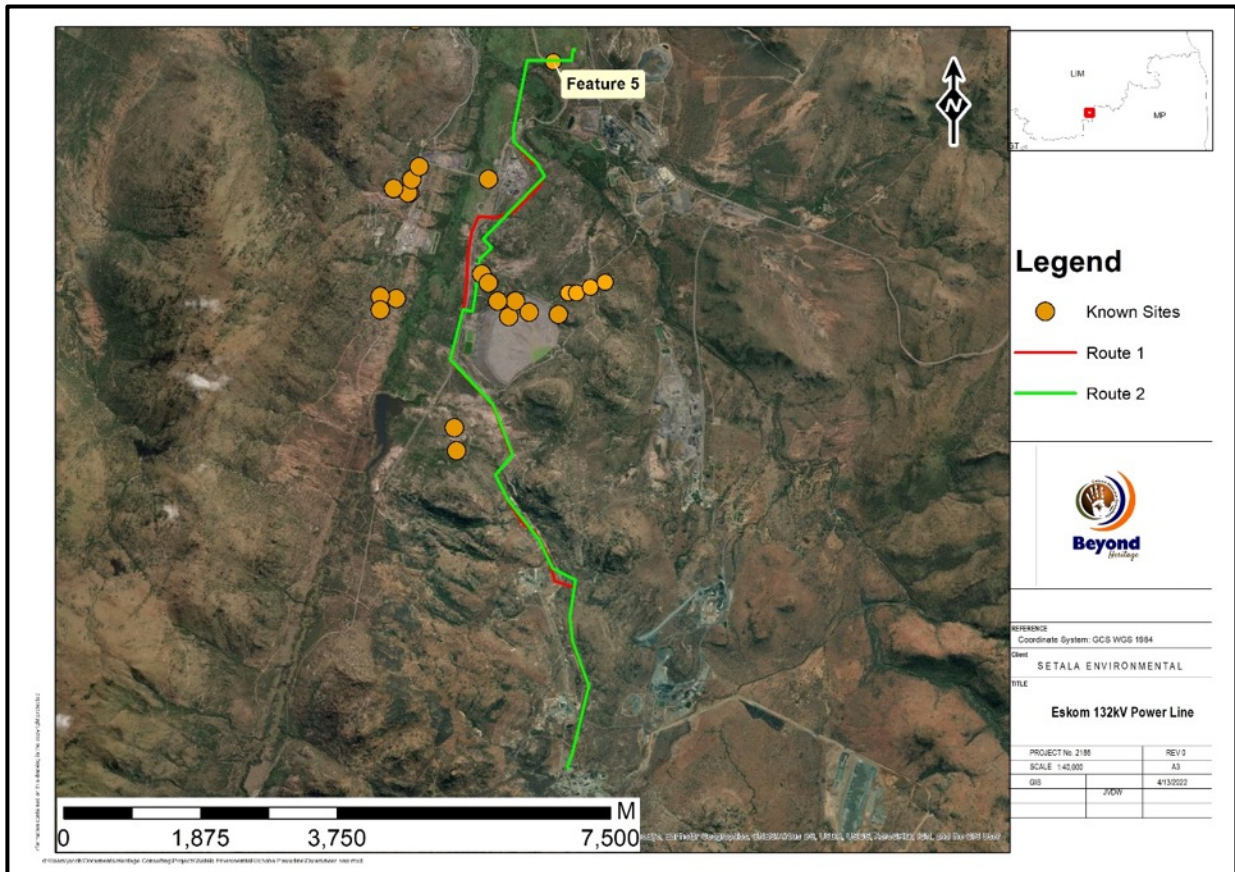 Feature 5
N
LIM
MP
GT
Legend
Known Sites
Route 1
Route 2
Beyond
Heritage
REFERENCE
Coordinate System: GCS WGS 1984
Client
SETALA ENVIRONMENTAL
TITLE
Eskom 132kV Power Line
PROJECT No. 2186 REV 0
SCALE 1:40,000 A3
GIS JVDW 4/13/2022
M
0 1,875 3,750 7,500